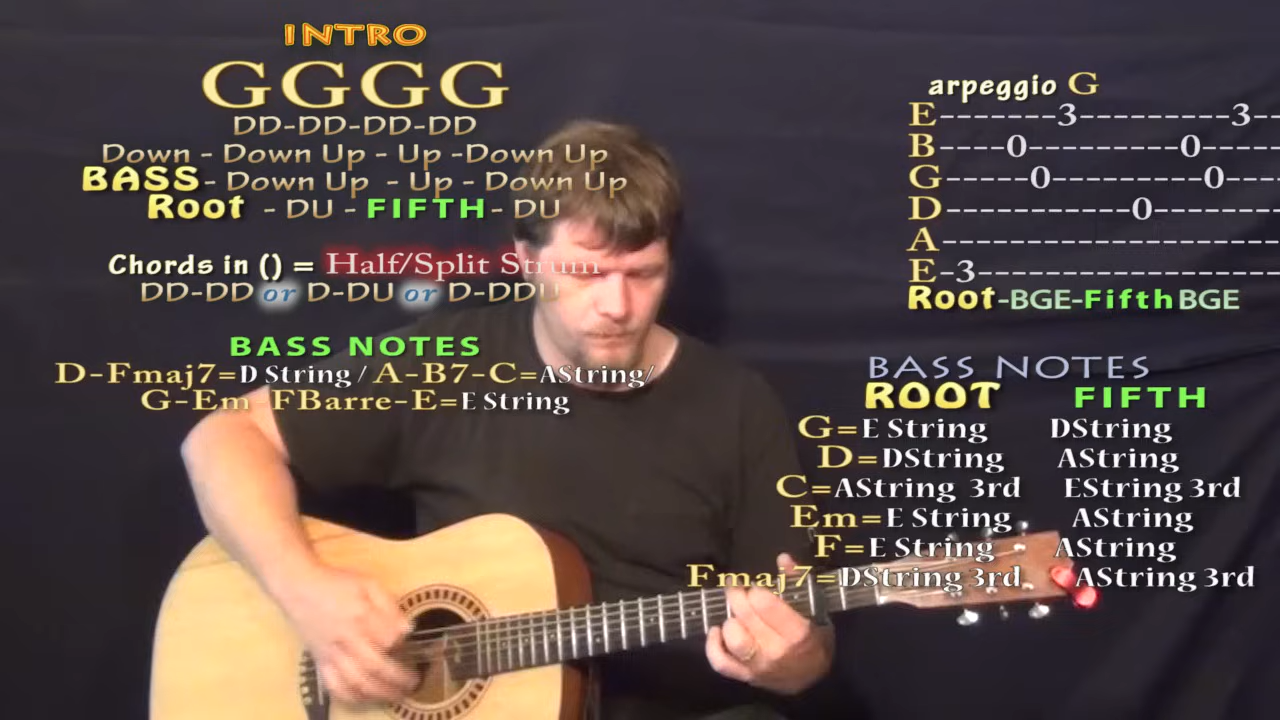 INTRO
G G G G
DD-DD-DD-DD
Down - Down Up - Up -Down Up
BASS- Down Up - Up - Down Up
Root - DU - FIFTH - DU
Chords in () = Half/Split Strum
DD-DD or D-DU or D-DDU
BASS NOTES
D-Fmaj7=D String / A-B7-C=AString/
G-Em-FBarre-E=E String
arpeggio G
E-------3---------3--
B----0----------0----
G-----0----------0---
D-----------0--------
A--------------------
E-3------------------
Root-BGE-Fifth BGE
BASS NOTES
ROOT FIFTH
G=E String DString
D=DString AString
C=AString 3rd EString 3rd
Em=E String AString
F=E String AString
Fmaj7=DString 3rd AString 3rd